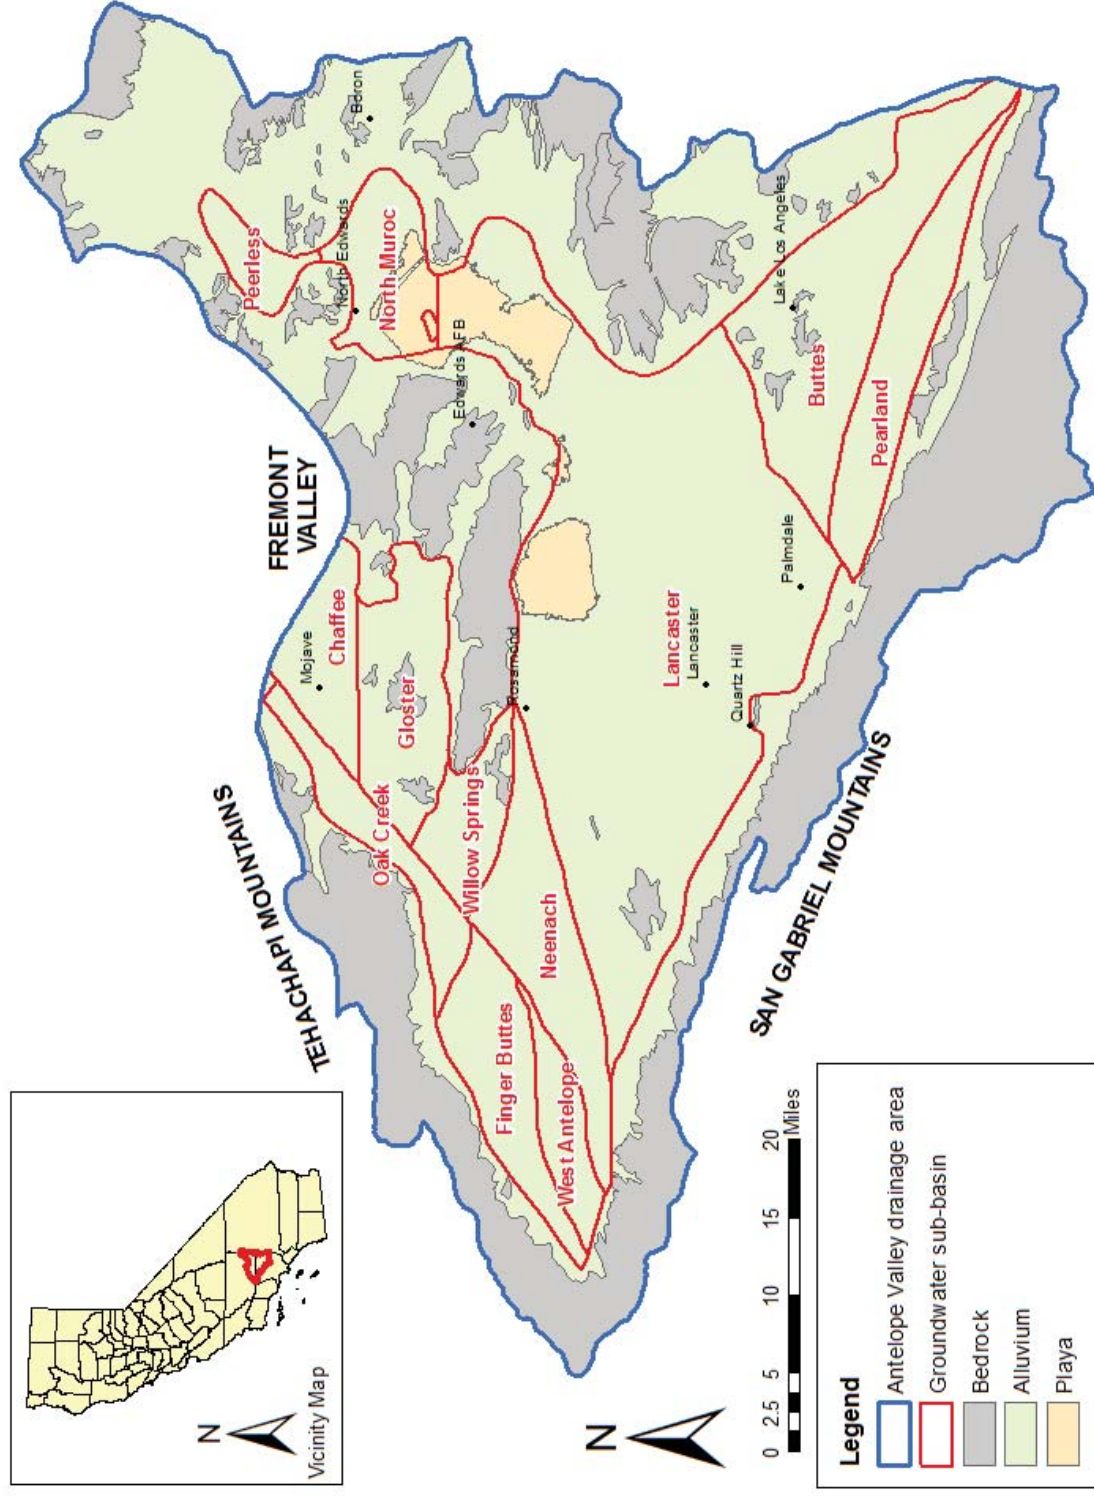 N
Vicinity Map
TEHACHAPI MOUNTAINS
FREMONT
VALLEY
Peerless
Boron
North Edwards
North Muroc
Mojave
Chaffee
Edwards AFB
Oak Creek
Gloster
Willow Springs
Rosamond
Finger Buttes
Neenach
West Antelope
Lancaster
Lancaster
Quartz Hill
Palmdale
Lake Los Angeles
Buttes
Pearland
SAN GABRIEL MOUNTAINS
N
0 2.5 5 10 15 20
Miles
Legend
Antelope Valley drainage area
Groundwater sub-basin
Bedrock
Alluvium
Playa